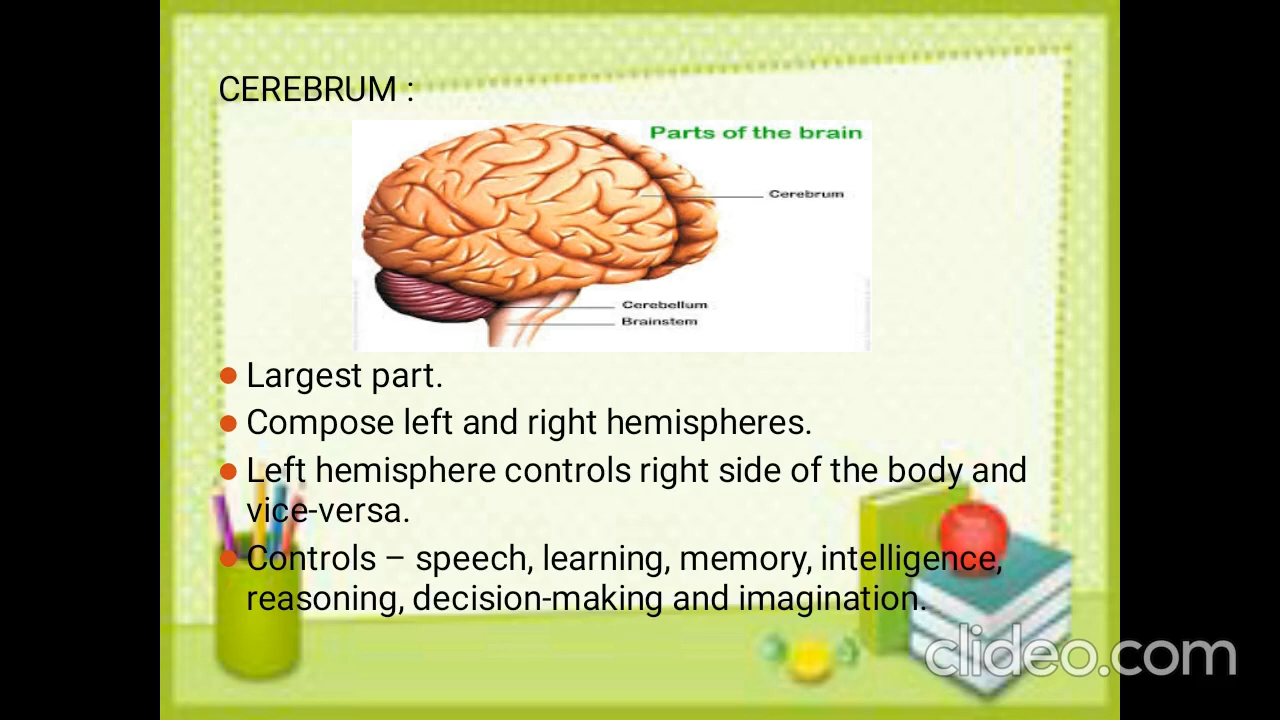 CEREBRUM :
Parts of the brain
Cerebrum
Cerebellum
Brainstem
Largest part.
Compose left and right hemispheres.
Left hemisphere controls right side of the body and
vice-versa.
Controls – speech, learning, memory, intelligence,
reasoning, decision-making and imagination.
clideo.com